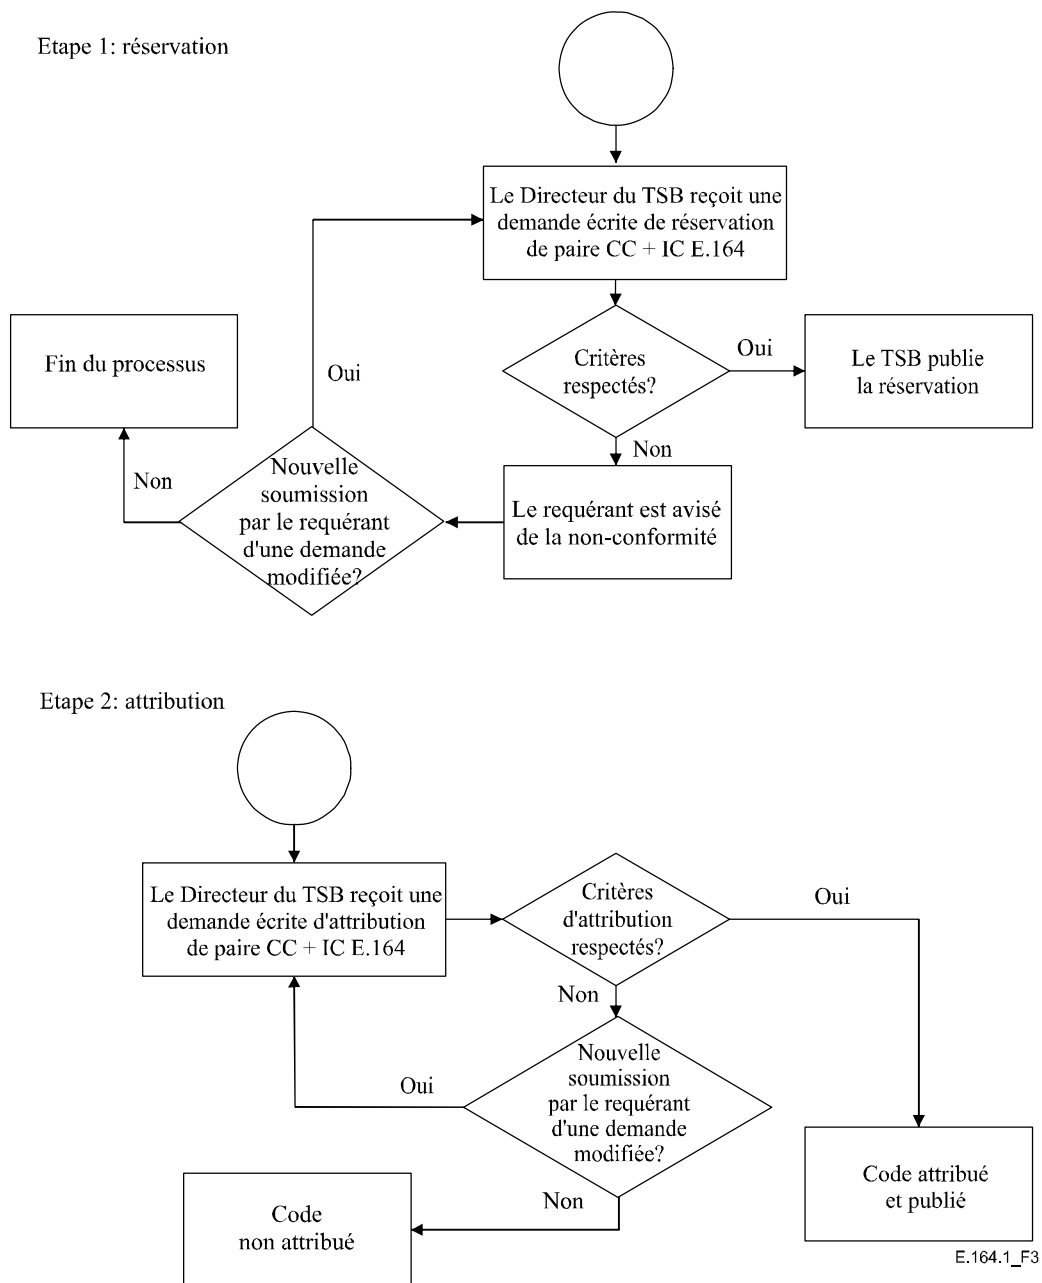 Etape 1: réservation
Le Directeur du TSB reçoit une
demande écrite de réservation
de paire CC + IC E.164
Critères
respectés?
Oui
Le TSB publie
la réservation
Non
Le requérant est avisé
de la non-conformité
Nouvelle
soumission
par le requérant
d'une demande
modifiée?
Oui
Non
Fin du processus
Etape 2: attribution
Le Directeur du TSB reçoit une
demande écrite d'attribution
de paire CC + IC E.164
Critères
d'attribution
respectés?
Oui
Non
Nouvelle
soumission
par le requérant
d'une demande
modifiée?
Oui
Non
Code
non attribué
Code attribué
et publié
E.164.1_F3